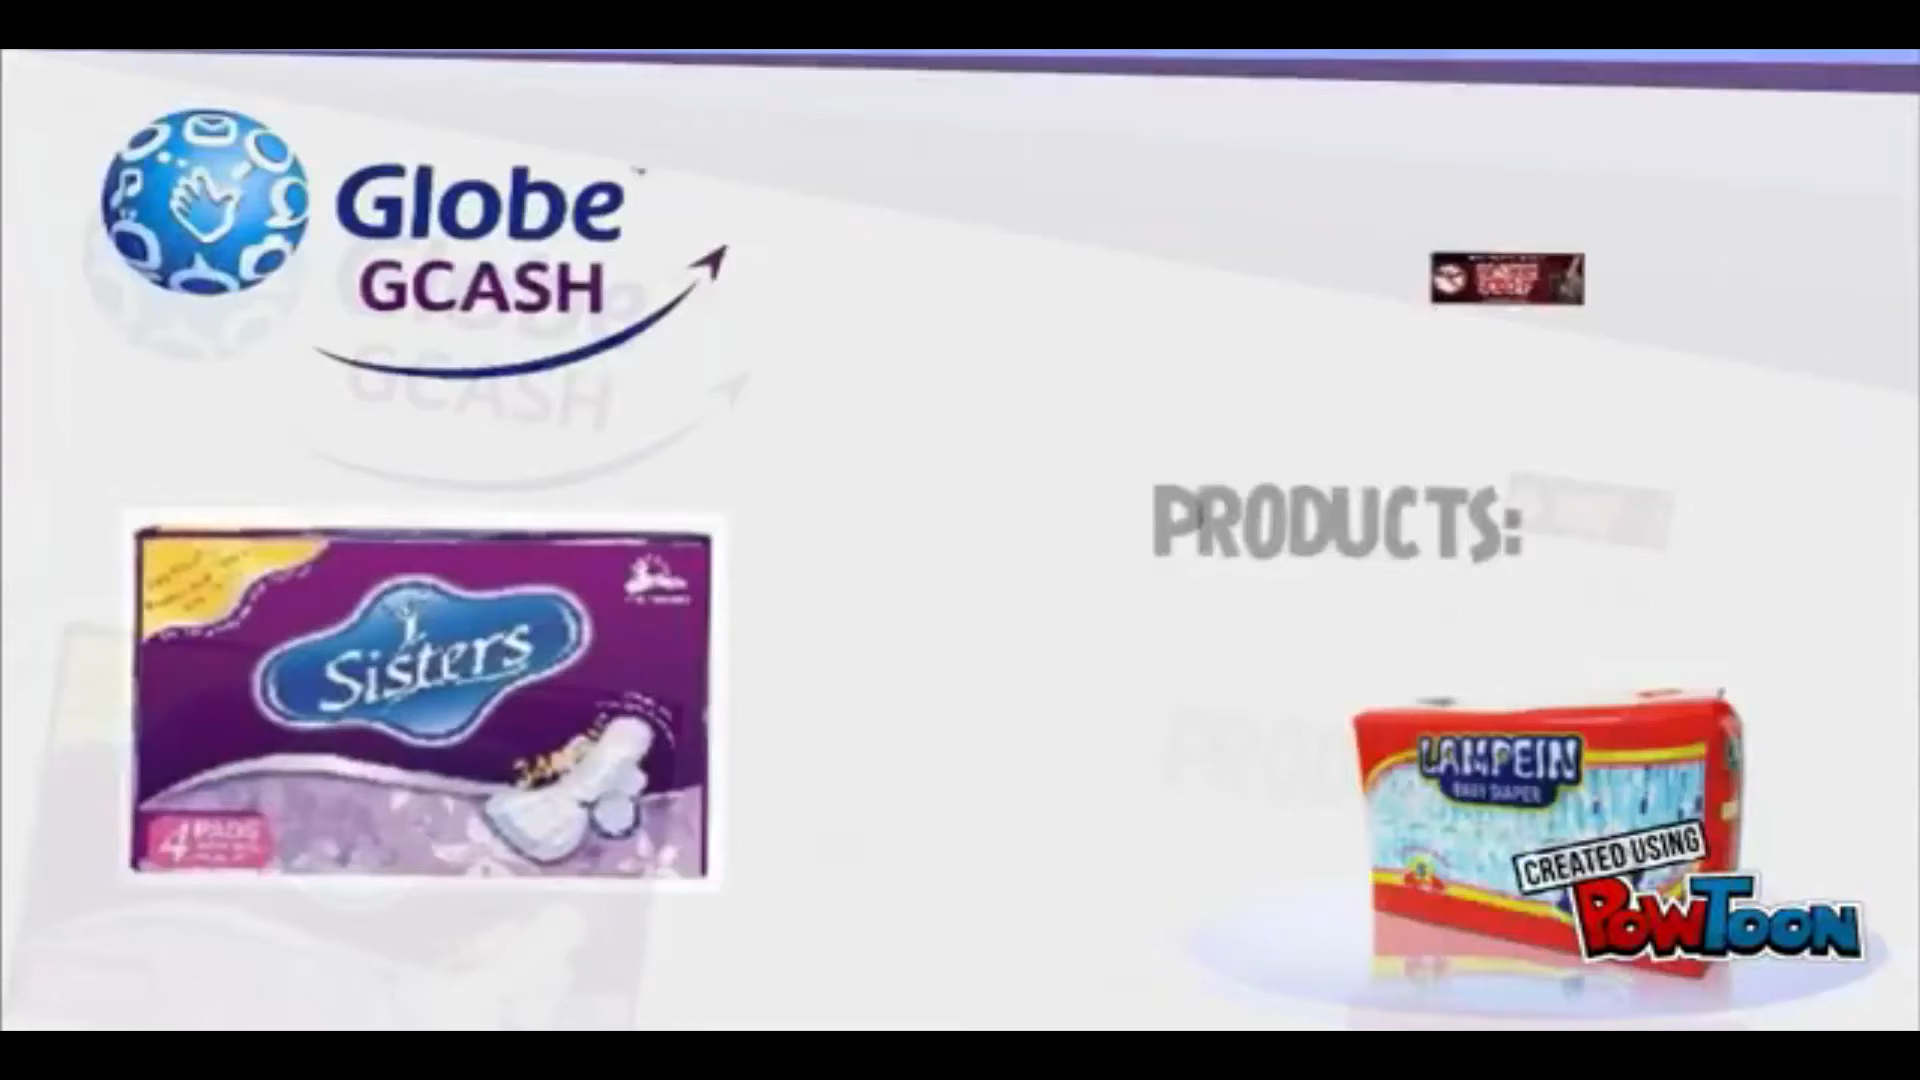 Globe
GCASH
PRODUCTS:
Sisters
4 PADS
LAMPEIN
BABY DIAPER
CREATED USING
POWTOON